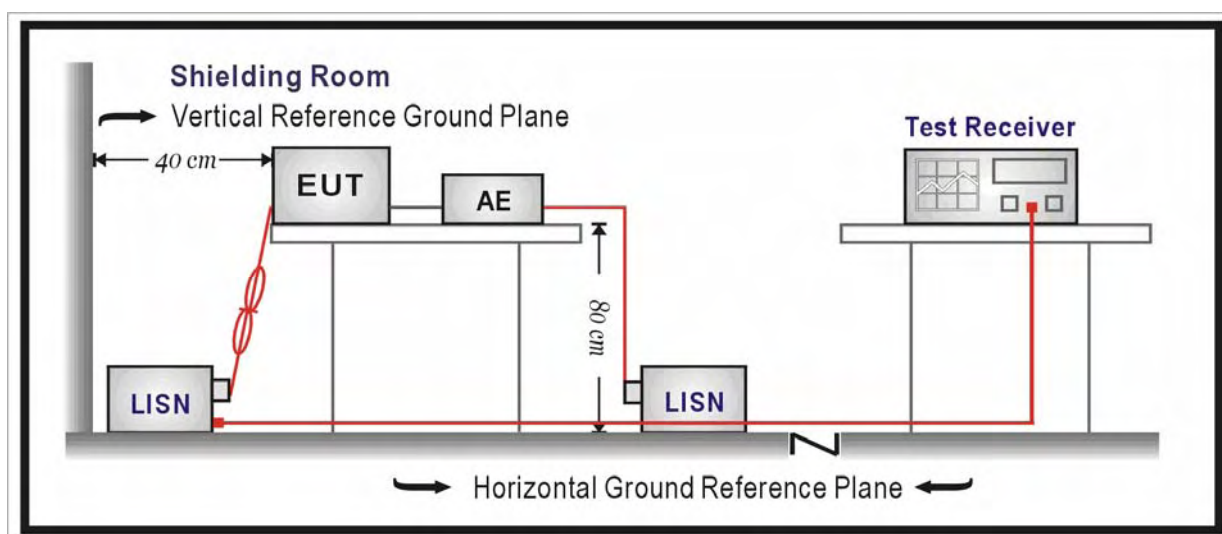 Shielding Room
Vertical Reference Ground Plane
40 cm
EUT
AE
Test Receiver
80 cm
LISN
LISN
Horizontal Ground Reference Plane